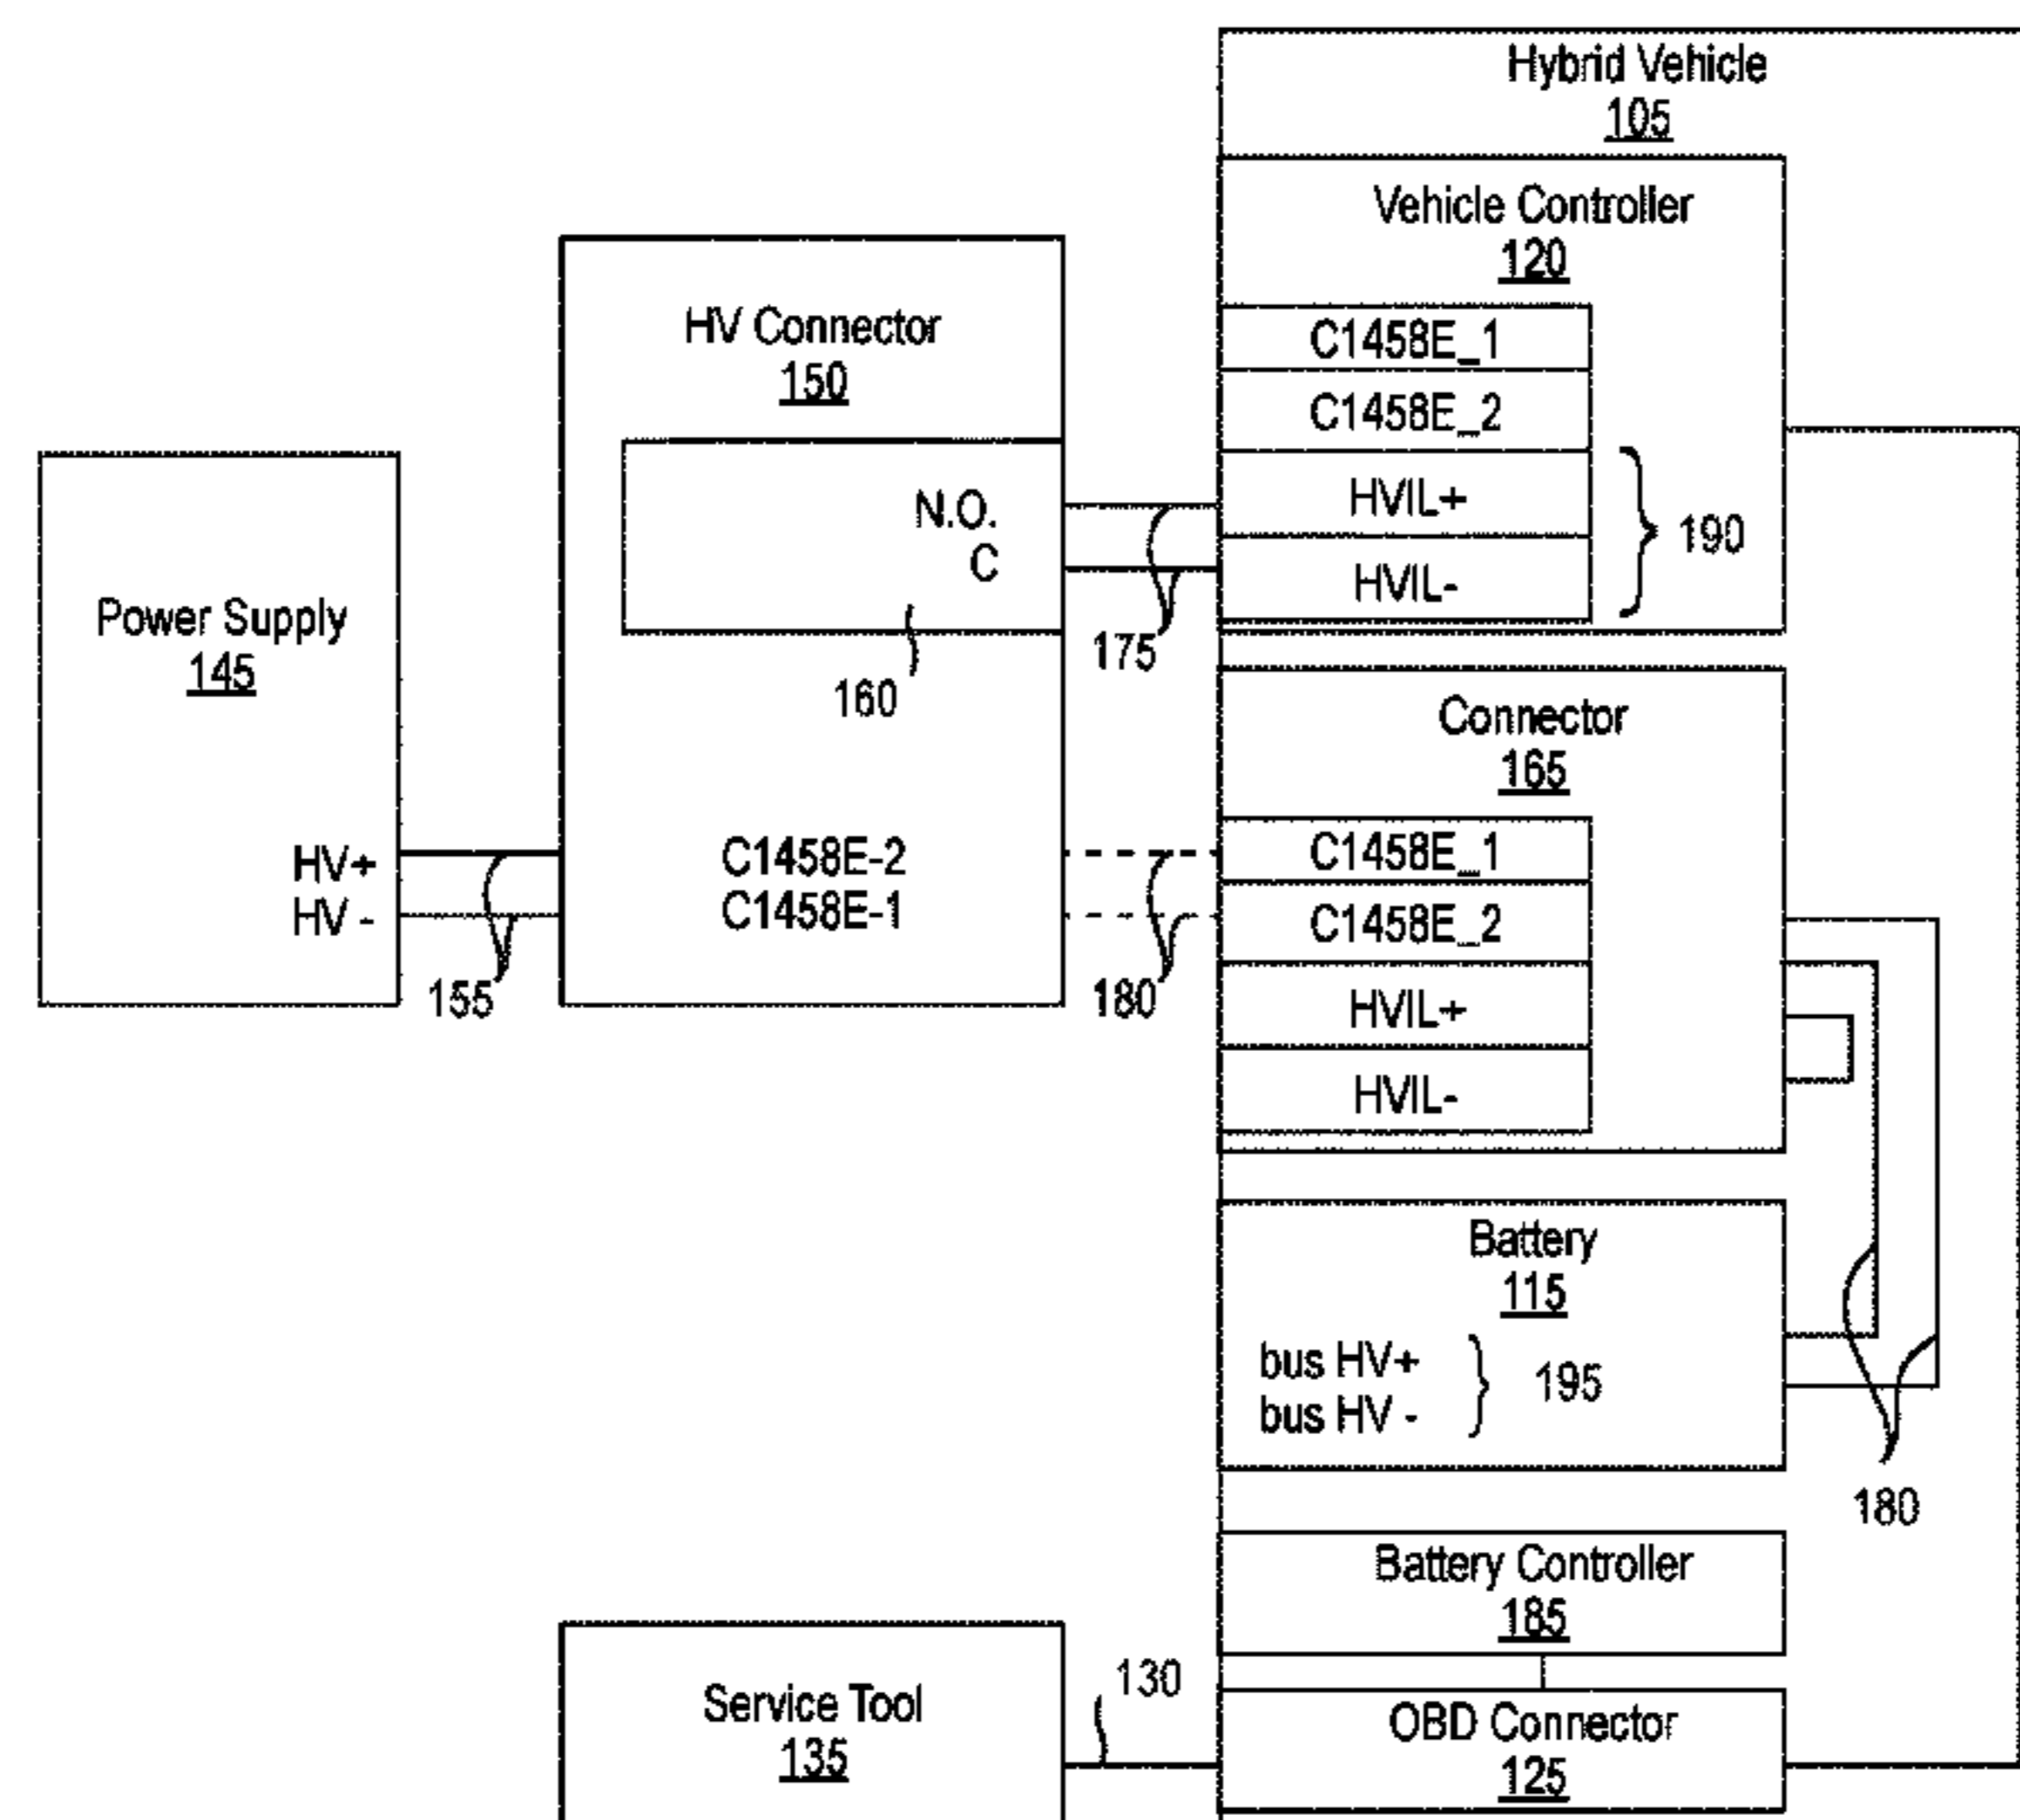 Hybrid Vehicle
105
Vehicle Controller
120
C1458E_1
C1458E_2
HVIL+
HVIL-
190
HV Connector
150
N.O.
C
160
175
Power Supply
145
HV+
HV -
155
C1458E-2
C1458E-1
180
Connector
165
C1458E_1
C1458E_2
HVIL+
HVIL-
Battery
115
bus HV+
bus HV -
195
180
Battery Controller
185
Service Tool
135
130
OBD Connector
125